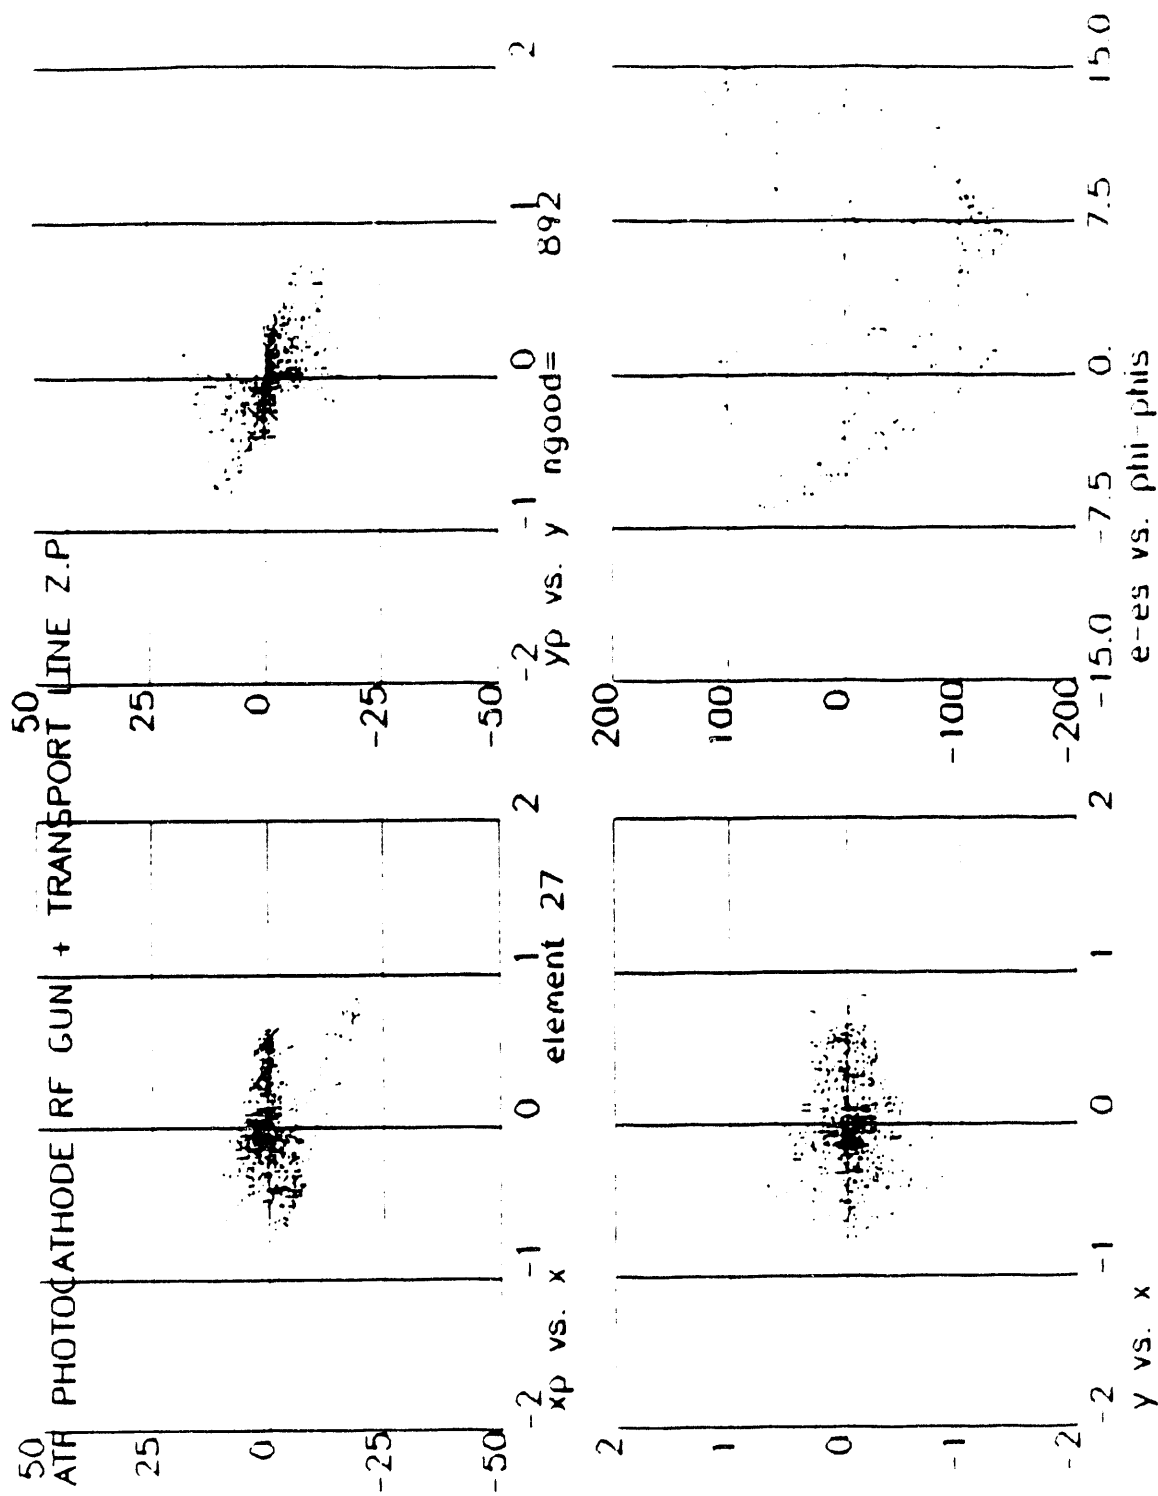 50 50
ATF PHOTOCATHODE RF GUN + TRANSPORT LINE Z.P
25 25
0 0
-25 -25
-50 -50
-2 -1 0 1 2 -2 -1 0 1 2
xp vs. x element 27 yp vs. y ngood= 892
2 200
1 100
0 0
-1 -100
-2 -200
-2 -1 0 1 2 -15.0 -7.5 0. 7.5 15.0
y vs. x e-es vs. phi-phis